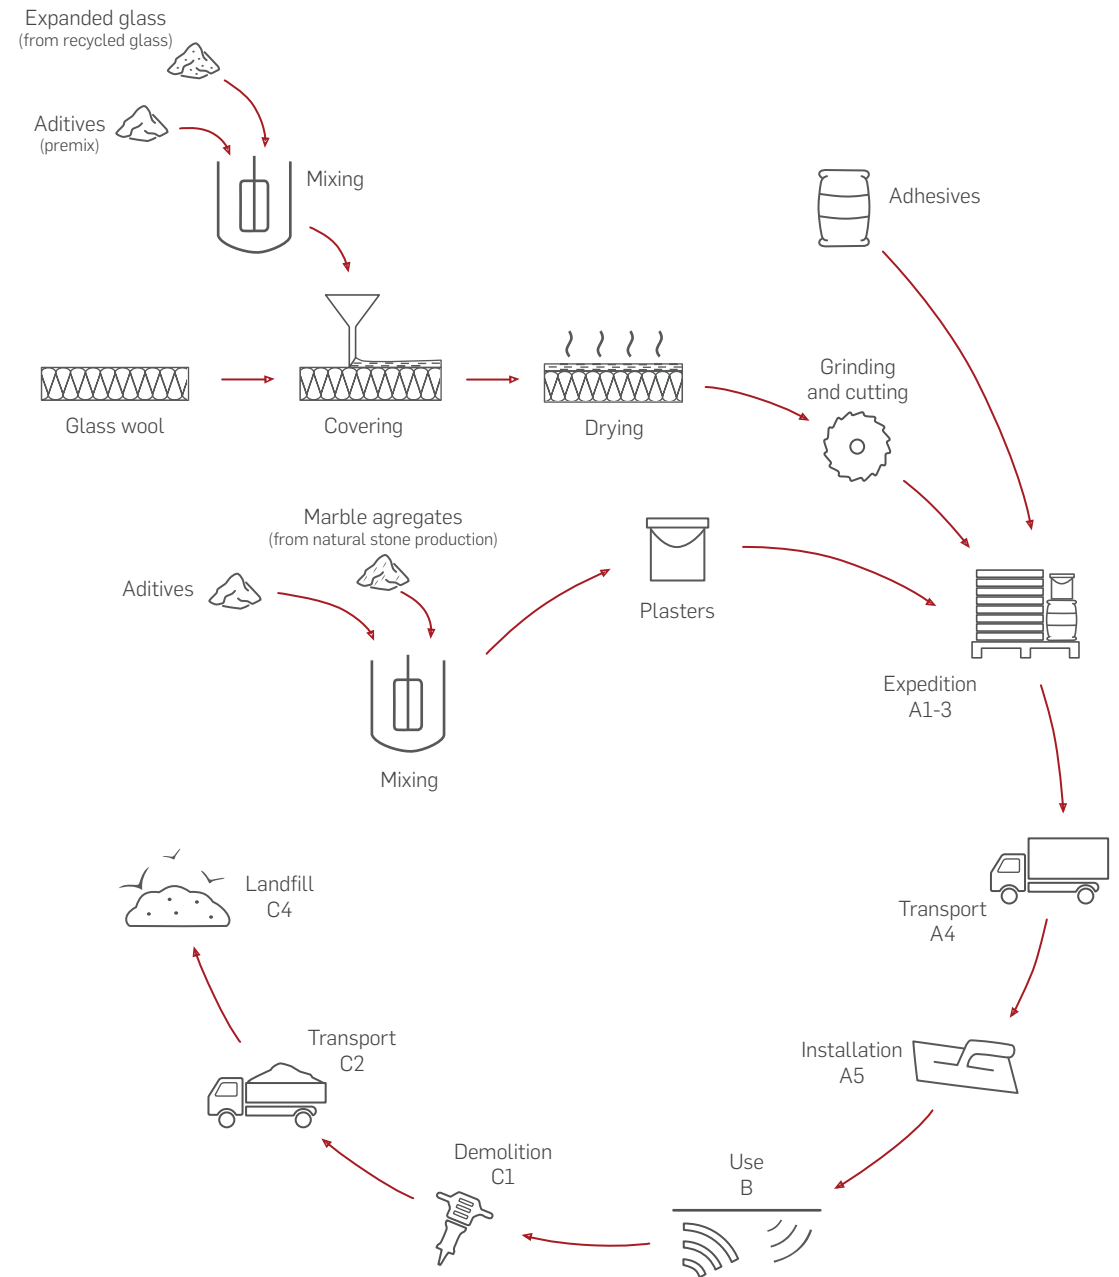 Expanded glass
(from recycled glass)
Aditives
(premix)
Mixing
Adhesives
Glass wool
Covering
Drying
Grinding
and cutting
Marble agregates
(from natural stone production)
Aditives
Mixing
Plasters
Expedition
A1-3
Transport
A4
Installation
A5
Use
B
Demolition
C1
Transport
C2
Landfill
C4